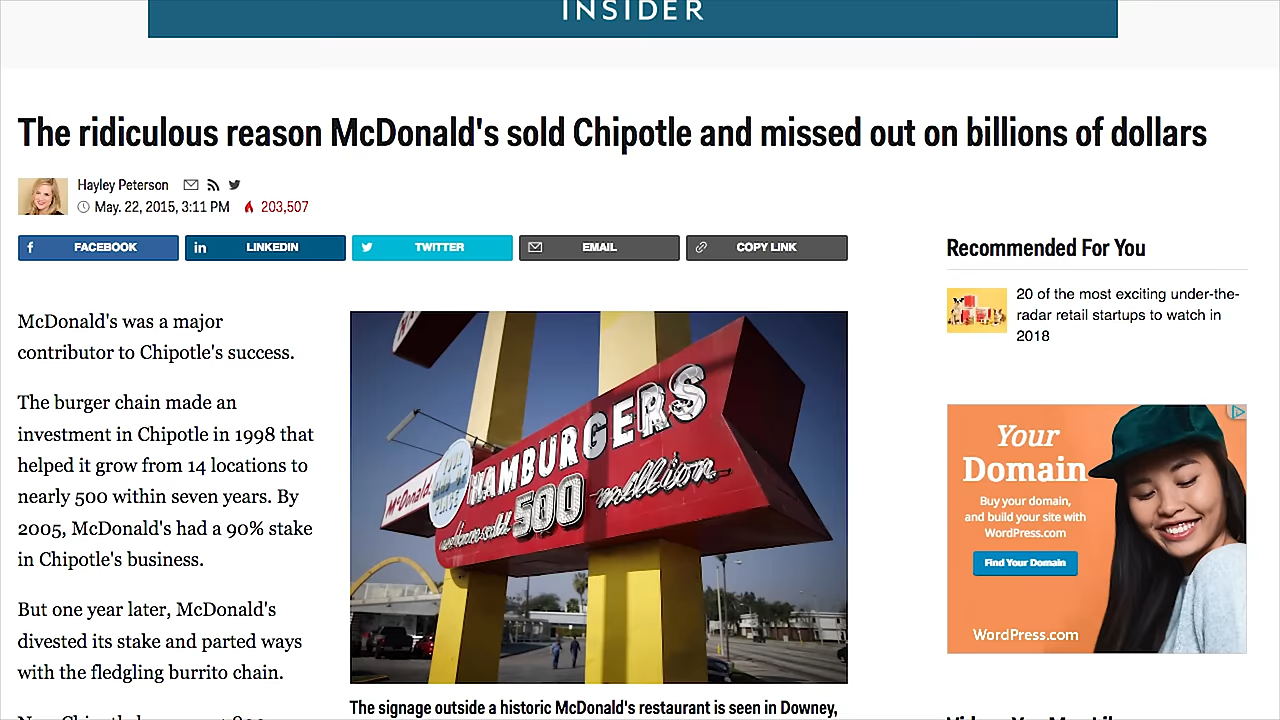 INSIDER
The ridiculous reason McDonald's sold Chipotle and missed out on billions of dollars
Hayley Peterson
May. 22, 2015, 3:11 PM 203,507
FACEBOOK
LINKEDIN
TWITTER
EMAIL
COPY LINK
McDonald's was a major
contributor to Chipotle's success.
The burger chain made an
investment in Chipotle in 1998 that
helped it grow from 14 locations to
nearly 500 within seven years. By
2005, McDonald's had a 90% stake
in Chipotle's business.
But one year later, McDonald's
divested its stake and parted ways
with the fledgling burrito chain.
McDonald's
HAMBURGERS
500 million
The signage outside a historic McDonald's restaurant is seen in Downey,
Recommended For You
20 of the most exciting under-the-
radar retail startups to watch in
2018
Your
Domain
Buy your domain,
and build your site with
WordPress.com
Find Your Domain
WordPress.com